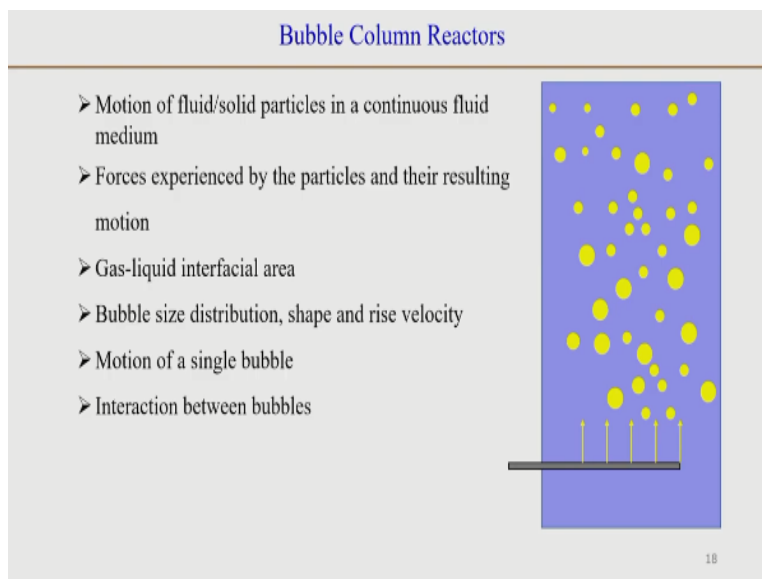 Bubble Column Reactors
➢ Motion of fluid/solid particles in a continuous fluid
medium
➢ Forces experienced by the particles and their resulting
motion
➢ Gas-liquid interfacial area
➢ Bubble size distribution, shape and rise velocity
➢ Motion of a single bubble
➢ Interaction between bubbles
18